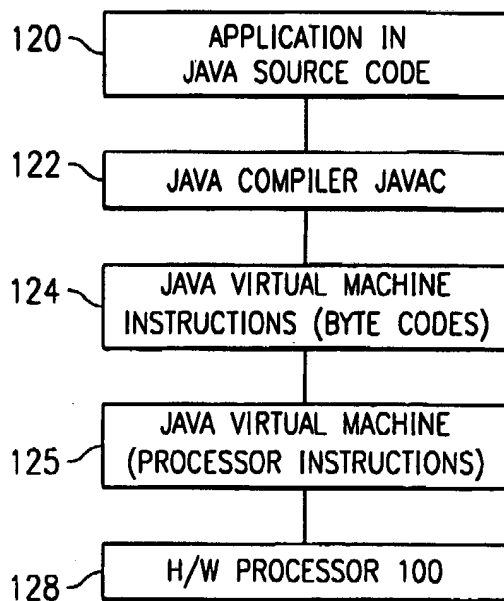 120
APPLICATION IN
JAVA SOURCE CODE
122
JAVA COMPILER JAVAC
124
JAVA VIRTUAL MACHINE
INSTRUCTIONS (BYTE CODES)
125
JAVA VIRTUAL MACHINE
(PROCESSOR INSTRUCTIONS)
128
H/W PROCESSOR 100